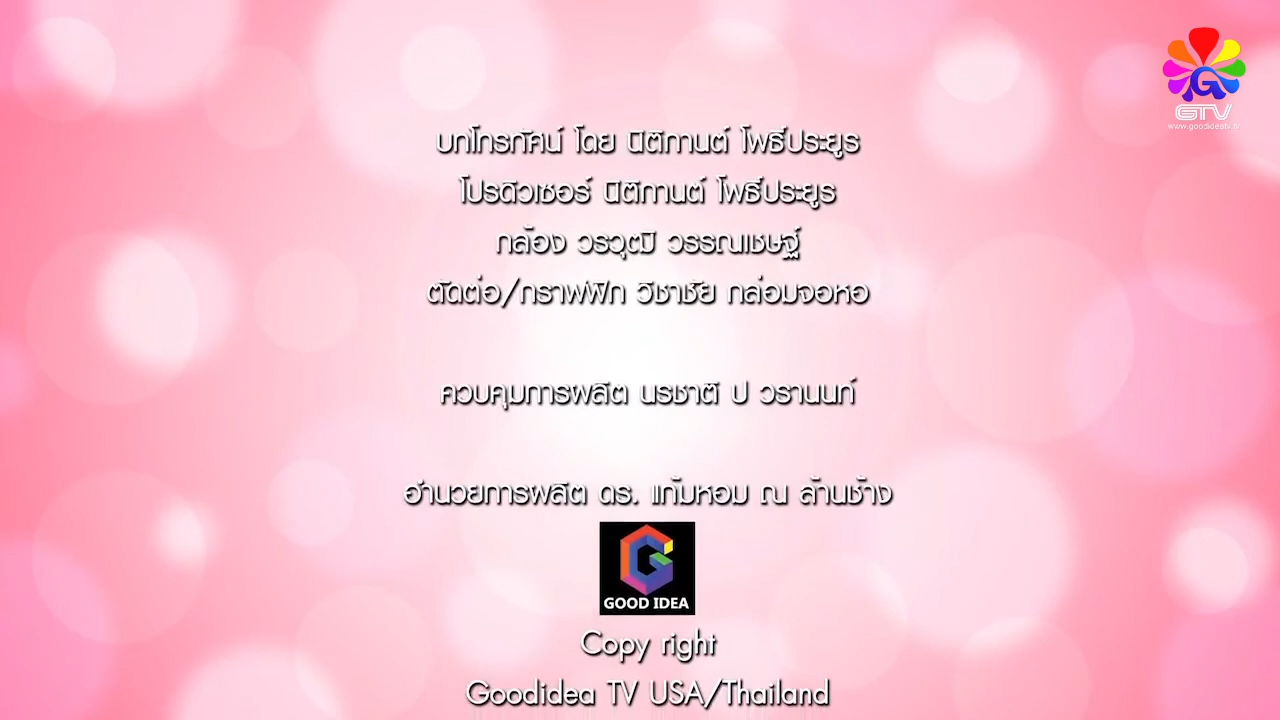 GTV
www.goodideatv.tv
บทโทรทัศน์ โดย นิติกานต์ โพธิ์ประยูร
โปรดิวเซอร์ นิติกานต์ โพธิ์ประยูร
กล้อง วรวุฒิ วรรณเชษฐ์
ตัดต่อ/กราฟฟิก วิชาชัย กล่อมจอหอ
ควบคุมการผลิต นรชาติ ป วรานนท์
อำนวยการผลิต ดร. แก้มหอม ณ ล้านช้าง
GOOD IDEA
Copy right
Goodidea TV USA/Thailand